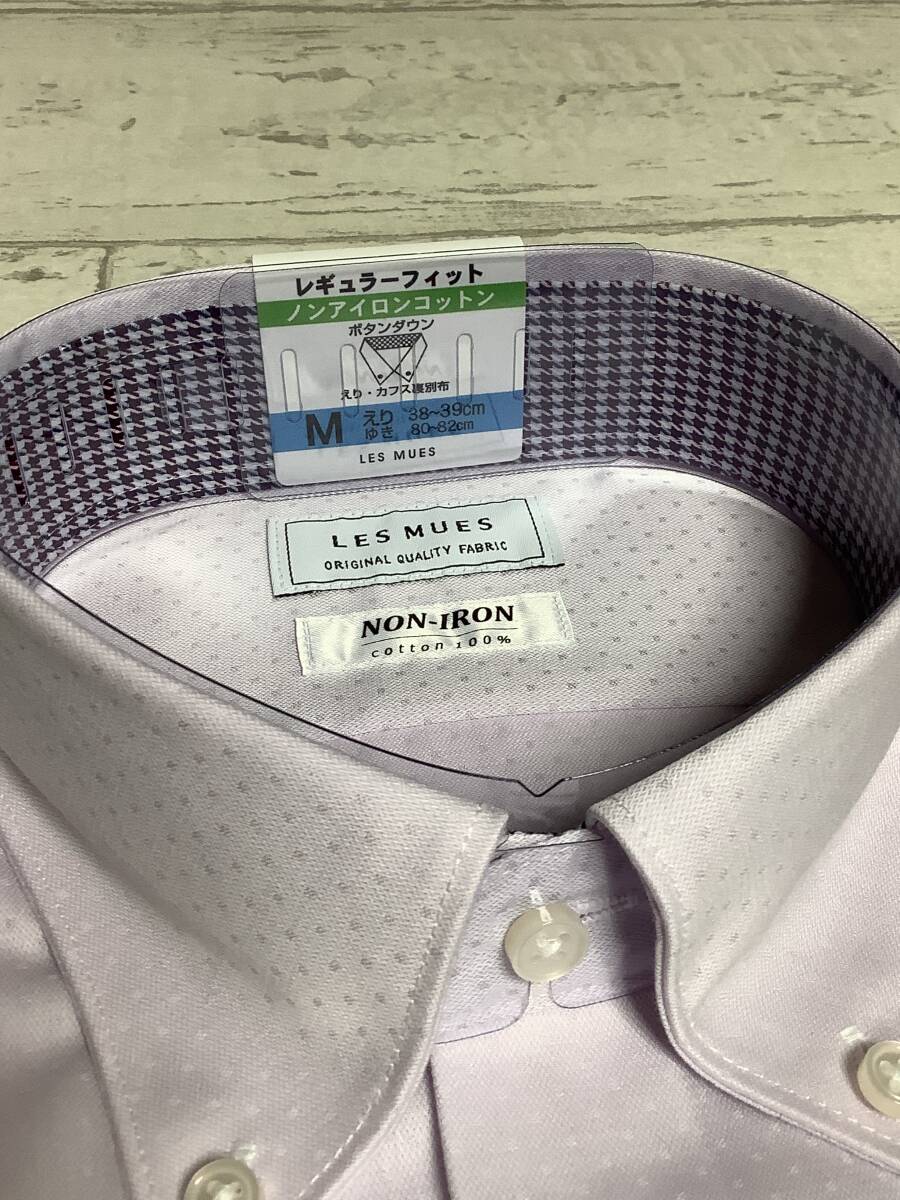 レギュラーフィット
ノンアイロンコットン
ボタンダウン
えり・カフス裏別布
M えり 38~39cm
ゆき 80~82cm
LES MUES
LES MUES
ORIGINAL QUALITY FABRIC
NON-IRON
cotton 100%